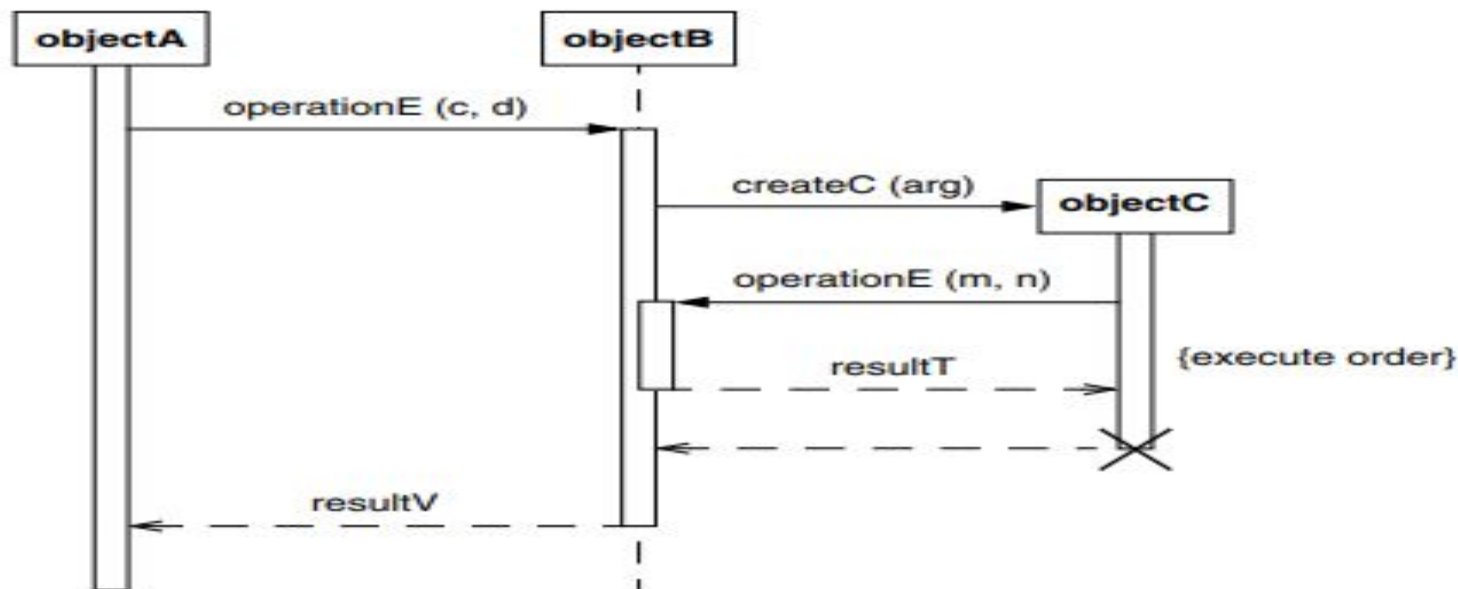 objectA
objectB
operationE (c, d)
createC (arg)
objectC
operationE (m, n)
resultT
{execute order}
resultV